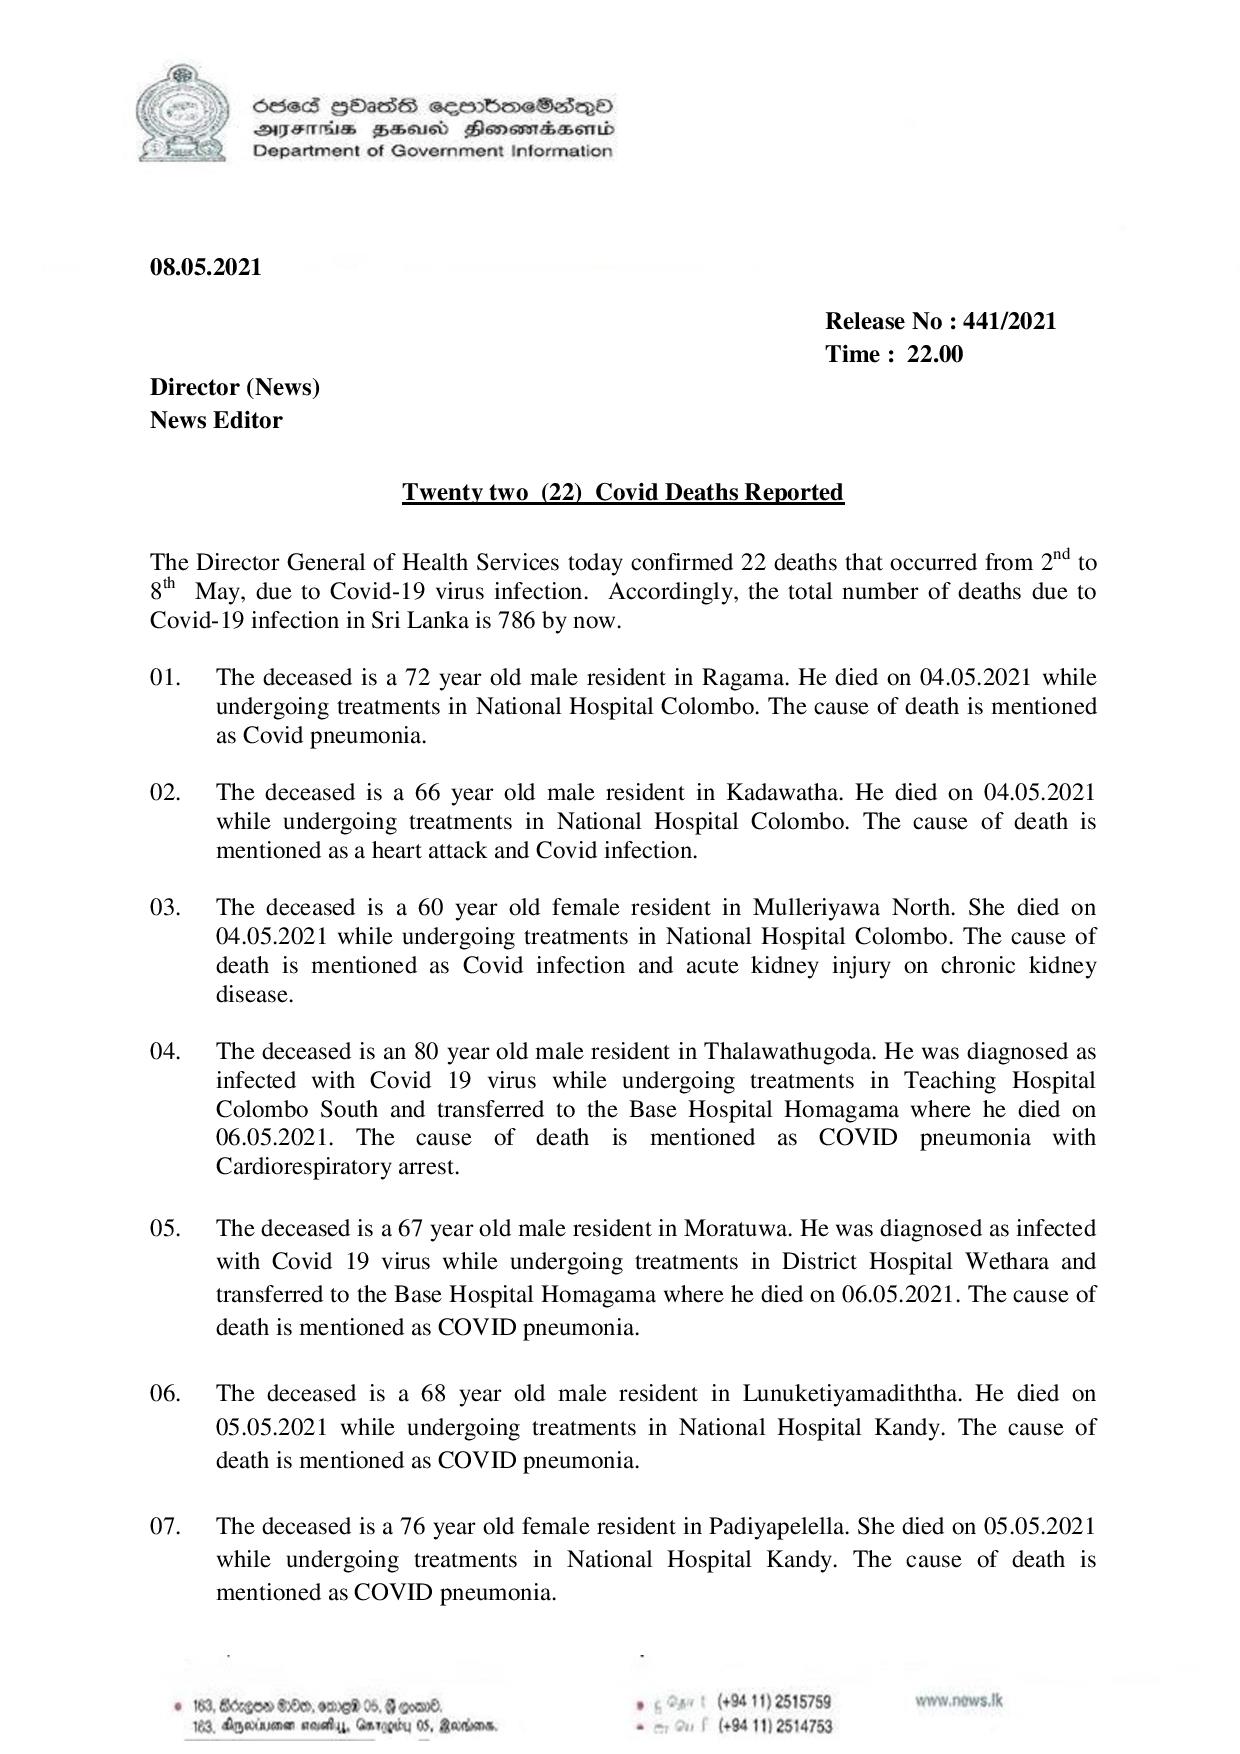 රජයේ ප්‍රවෘත්ති දෙපාර්තමේන්තුව
அரசாங்க தகவல் திணைக்களம்
Department of Government Information
08.05.2021
Release No : 441/2021
Time : 22.00
Director (News)
News Editor
Twenty two (22) Covid Deaths Reported
The Director General of Health Services today confirmed 22 deaths that occurred from 2nd to
8th May, due to Covid-19 virus infection. Accordingly, the total number of deaths due to
Covid-19 infection in Sri Lanka is 786 by now.
01. The deceased is a 72 year old male resident in Ragama. He died on 04.05.2021 while
undergoing treatments in National Hospital Colombo. The cause of death is mentioned
as Covid pneumonia.
02. The deceased is a 66 year old male resident in Kadawatha. He died on 04.05.2021
while undergoing treatments in National Hospital Colombo. The cause of death is
mentioned as a heart attack and Covid infection.
03. The deceased is a 60 year old female resident in Mulleriyawa North. She died on
04.05.2021 while undergoing treatments in National Hospital Colombo. The cause of
death is mentioned as Covid infection and acute kidney injury on chronic kidney
disease.
04. The deceased is an 80 year old male resident in Thalawathugoda. He was diagnosed as
infected with Covid 19 virus while undergoing treatments in Teaching Hospital
Colombo South and transferred to the Base Hospital Homagama where he died on
06.05.2021. The cause of death is mentioned as COVID pneumonia with
Cardiorespiratory arrest.
05. The deceased is a 67 year old male resident in Moratuwa. He was diagnosed as infected
with Covid 19 virus while undergoing treatments in District Hospital Wethara and
transferred to the Base Hospital Homagama where he died on 06.05.2021. The cause of
death is mentioned as COVID pneumonia.
06. The deceased is a 68 year old male resident in Lunuketiyamadiththa. He died on
05.05.2021 while undergoing treatments in National Hospital Kandy. The cause of
death is mentioned as COVID pneumonia.
07. The deceased is a 76 year old female resident in Padiyapelella. She died on 05.05.2021
while undergoing treatments in National Hospital Kandy. The cause of death is
mentioned as COVID pneumonia.
163, කිරුළපන මාවත, කොළඹ 05, ශ්‍රී ලංකාව.
163, கிருலப்பனை எவனியூ, கொழும்பு 05, இலங்கை.
(+94 11) 2515759
(+94 11) 2514753
www.news.lk